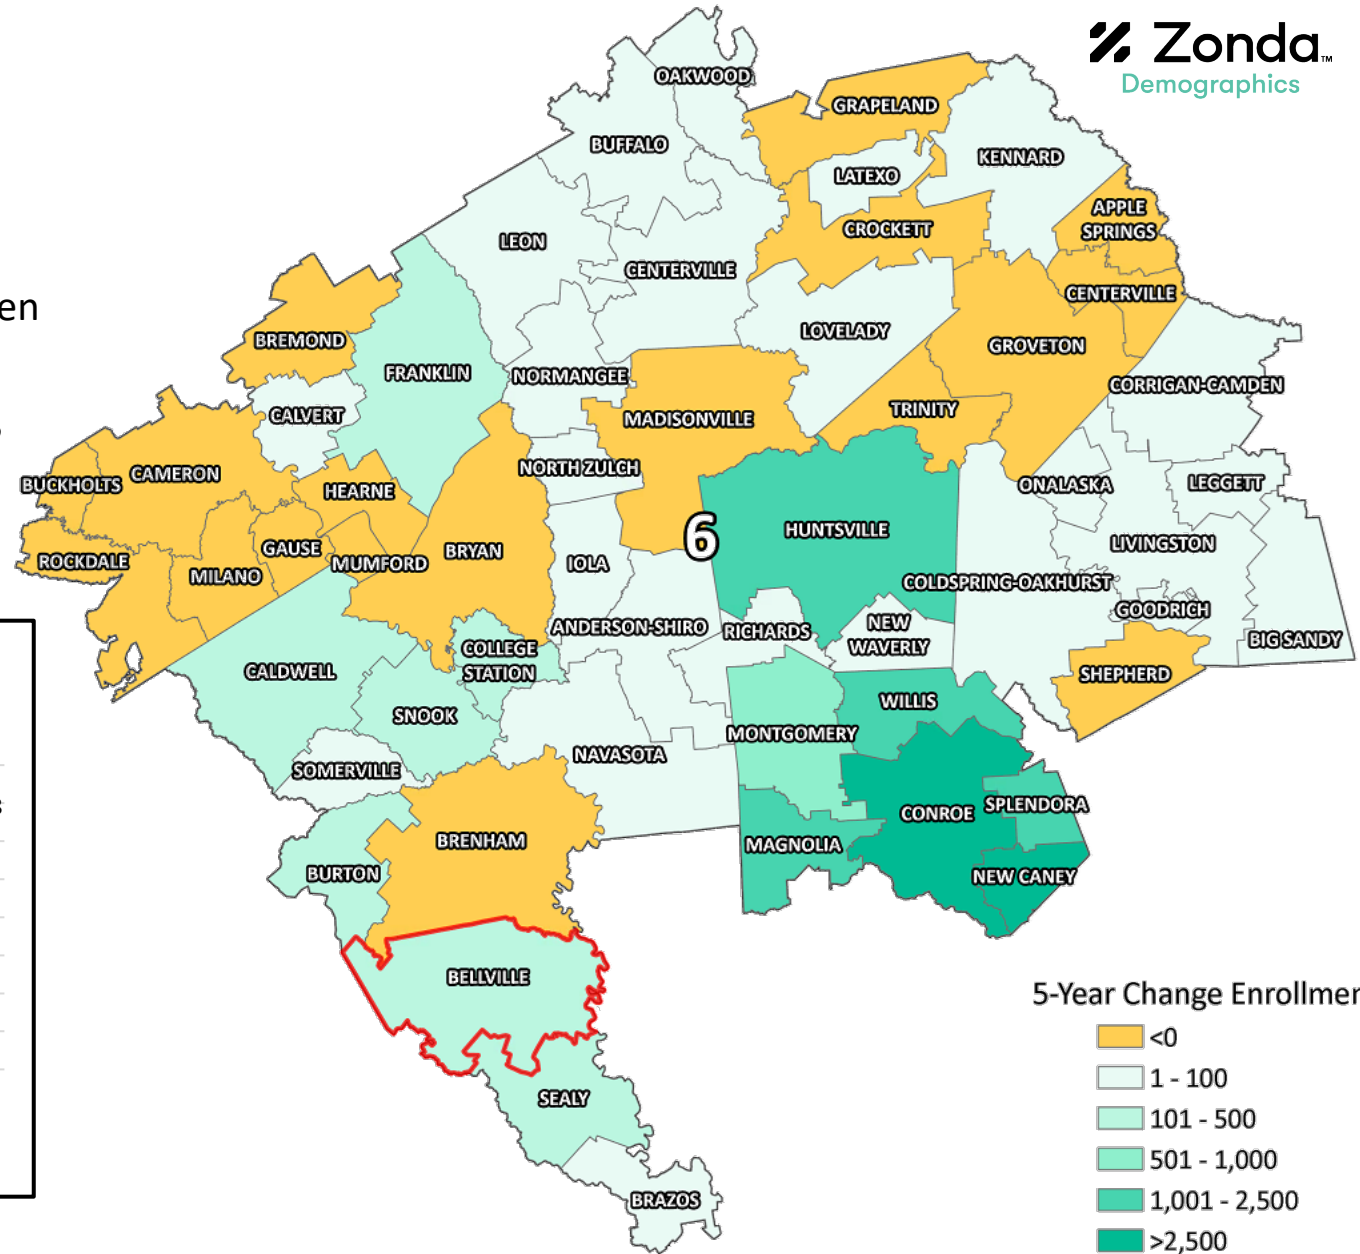 Zonda™
Demographics
OAKWOOD
GRAPELAND
BUFFALO
KENNARD
LATEXO
APPLE
SPRINGS
CROCKETT
LEON
CENTERVILLE
CENTERVILLE
en
LOVELADY
BREMOND
GROVETON
FRANKLIN
NORMANGEE
CORRIGAN-CAMDEN
CALVERT
MADISONVILLE
TRINITY
NORTH ZULCH
CAMERON
BUCKHOLTS
HEARNE
ONALASKA
LEGGETT
6
HUNTSVILLE
LIVINGSTON
GAUSE
BRYAN
ROCKDALE
MUMFORD
IOLA
MILANO
COLDSPRING-OAKHURST
GOODRICH
ANDERSON-SHIRO
RICHARDS
NEW
WAVERLY
BIG SANDY
COLLEGE
STATION
CALDWELL
SHEPHERD
WILLIS
SNOOK
MONTGOMERY
NAVASOTA
SOMERVILLE
SPLENDORA
CONROE
BRENHAM
MAGNOLIA
BURTON
NEW CANEY
BELLVILLE
5-Year Change Enrollmen
<0
1 - 100
SEALY
101 - 500
501 - 1,000
BRAZOS
1,001 - 2,500
>2,500